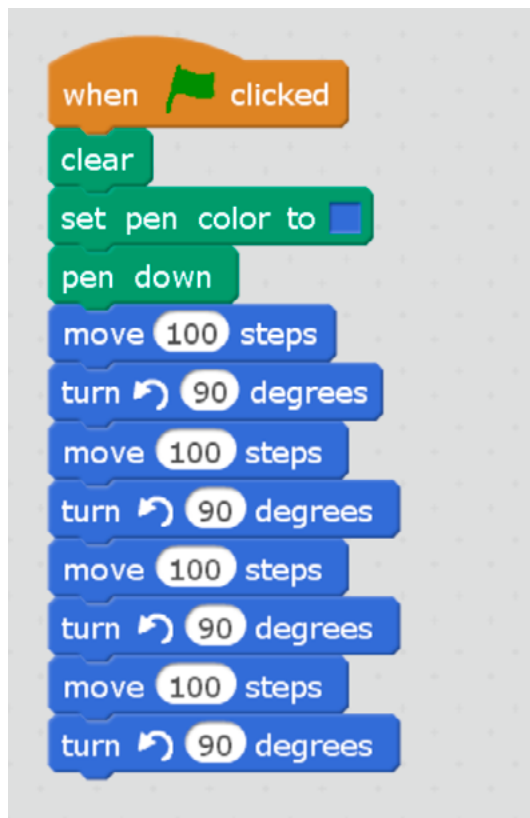 when clicked
clear
set pen color to
pen down
move 100 steps
turn 90 degrees
move 100 steps
turn 90 degrees
move 100 steps
turn 90 degrees
move 100 steps
turn 90 degrees